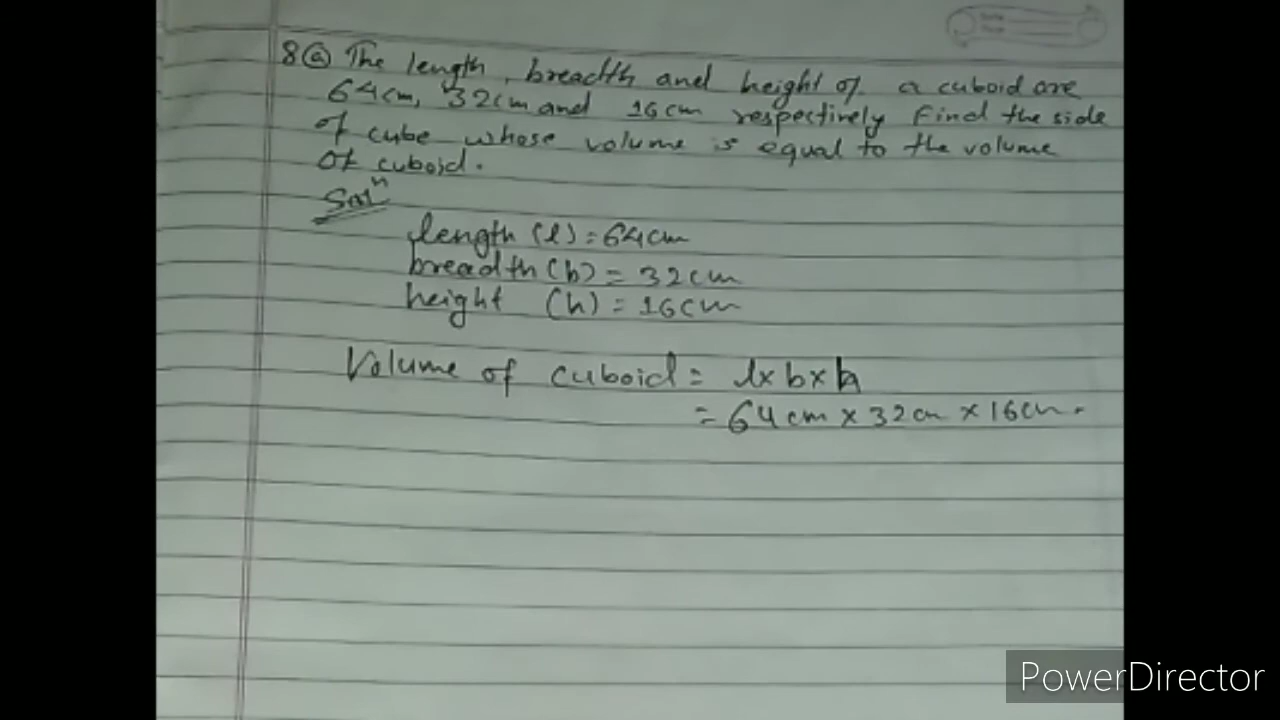 8 ⓐ The length, breadth and height of a cuboid are
64cm, 32cm and 16cm respectively Find the side
of cube whose volume is equal to the volume
Of cuboid.
Solⁿ
length (l) = 64cm
breadth (b) = 32cm
height (h) = 16cm
Volume of cuboid = l×b×h
= 64cm × 32cm × 16cm.
PowerDirector